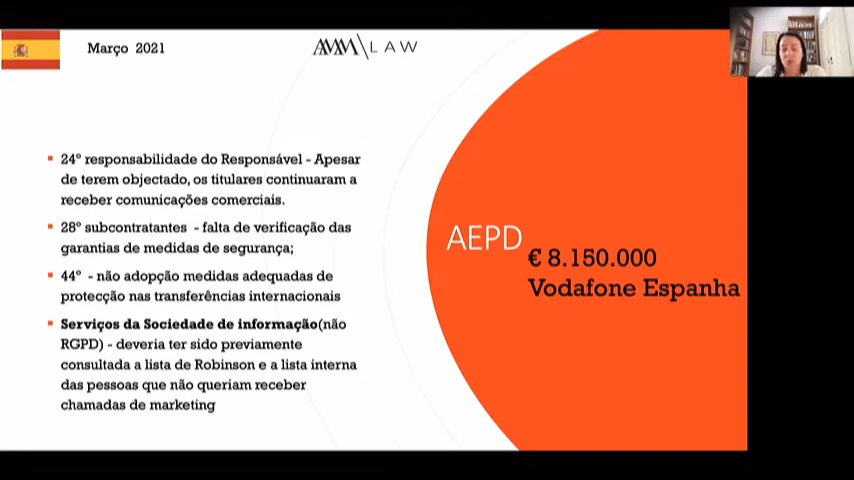 Março 2021
AVM\LAW
24º responsabilidade do Responsável - Apesar
de terem objectado, os titulares continuaram a
receber comunicações comerciais.
28º subcontratantes - falta de verificação das
garantias de medidas de segurança;
44º - não adopção medidas adequadas de
protecção nas transferências internacionais
Serviços da Sociedade de informação(não
RGPD) - deveria ter sido previamente
consultada a lista de Robinson e a lista interna
das pessoas que não queriam receber
chamadas de marketing
AEPD
€ 8.150.000
Vodafone Espanha